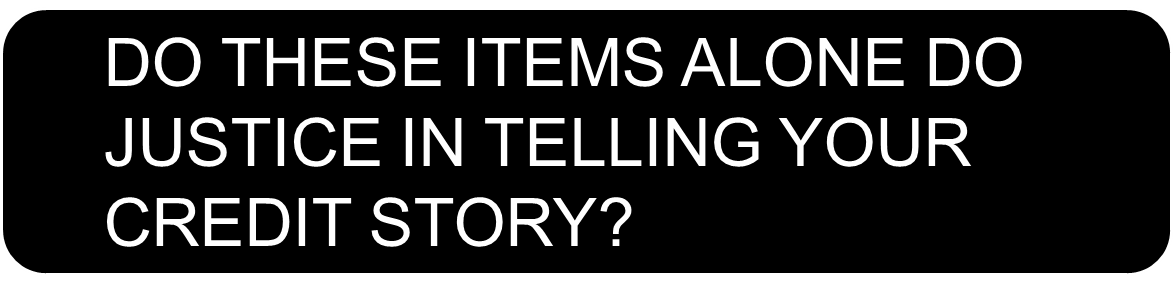 DO THESE ITEMS ALONE DO
JUSTICE IN TELLING YOUR
CREDIT STORY?